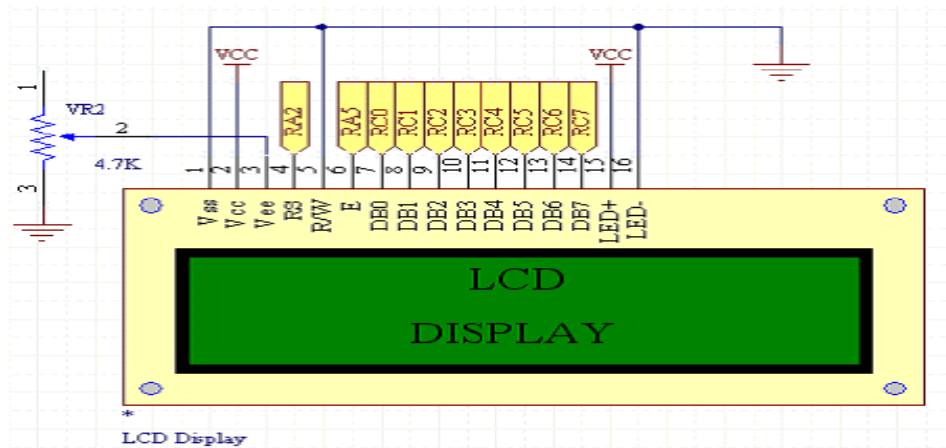 VCC
VCC
1
VR2
2
4.7K
3
RA2
RA5
RC0
RC1
RC2
RC3
RC4
RC5
RC6
RC7
1
2
3
4
5
6
7
8
9
10
11
12
13
14
15
16
Vss
Vcc
Vee
RS
R/W
E
DB0
DB1
DB2
DB3
DB4
DB5
DB6
DB7
LED+
LED-
LCD
DISPLAY
*
LCD Display